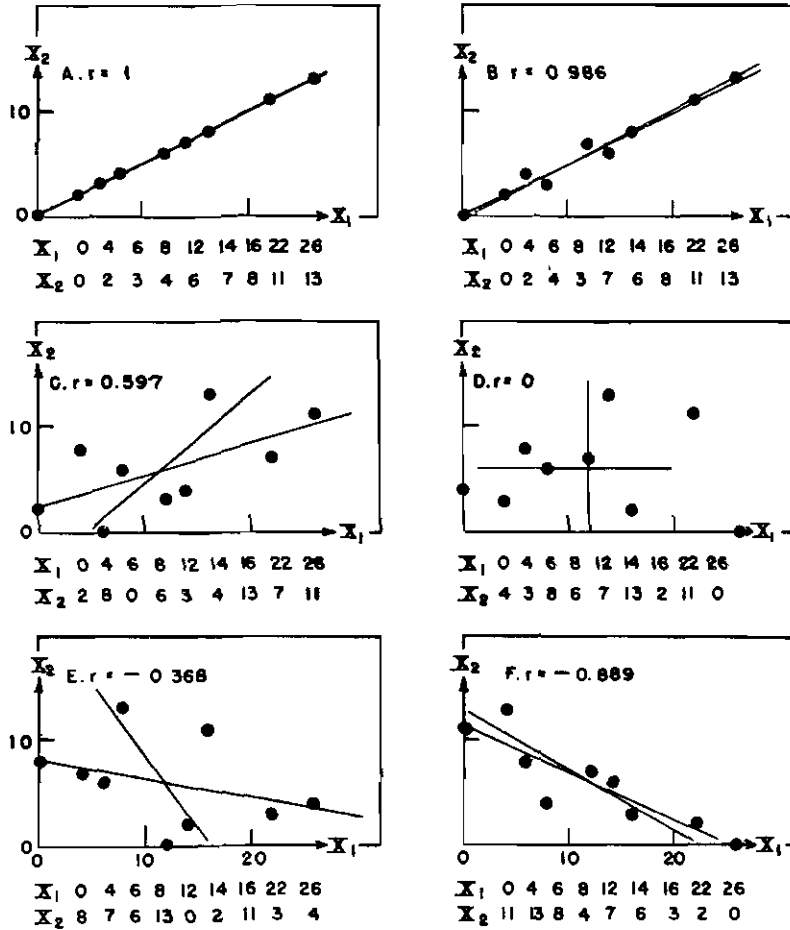 X₂
A. r = 1
10
0
X₁
X₁ 0 4 6 8 12 14 16 22 26
X₂ 0 2 3 4 6 7 8 11 13
X₂
B r = 0.986
X₁
X₁ 0 4 6 8 12 14 16 22 26
X₂ 0 2 4 3 7 6 8 11 13
X₂
C. r = 0.597
10
0
X₁
X₁ 0 4 6 8 12 14 16 22 26
X₂ 2 8 0 6 3 4 13 7 11
X₂
D. r = 0
X₁
X₁ 0 4 6 8 12 14 16 22 26
X₂ 4 3 8 6 7 13 2 11 0
X₂
E. r = − 0 368
10
0
X₁
0 20
X₁ 0 4 6 8 12 14 16 22 26
X₂ 8 7 6 13 0 2 11 3 4
X₂
F. r = − 0.889
X₁
0 10 20
X₁ 0 4 6 8 12 14 16 22 26
X₂ 11 13 8 4 7 6 3 2 0